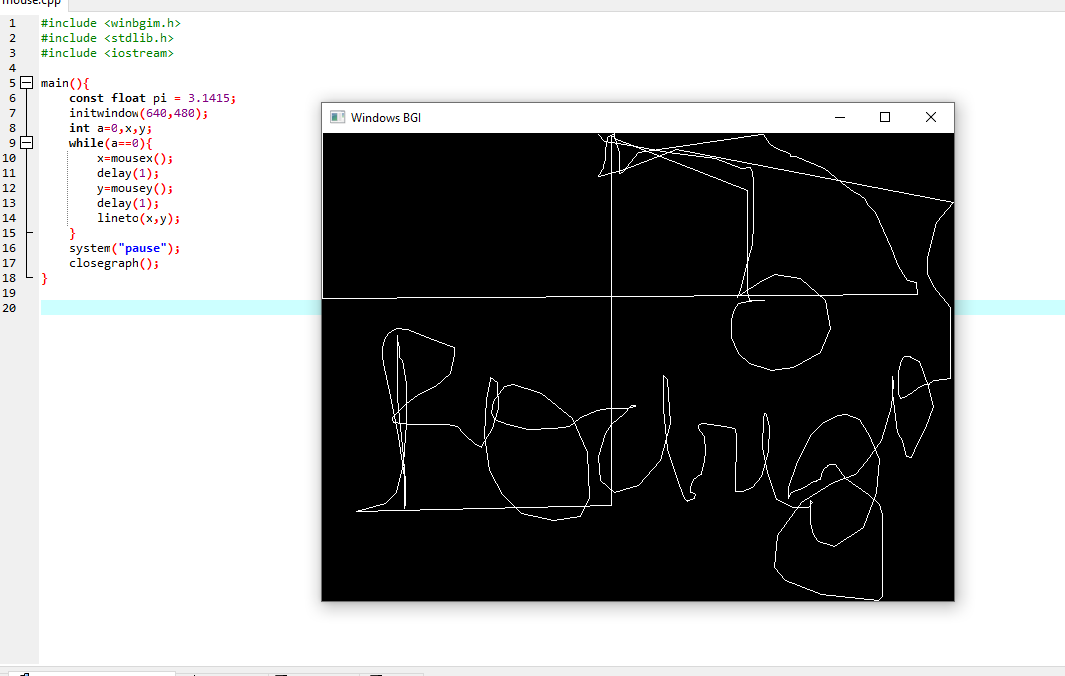 mouse.cpp
1 #include <winbgim.h>
2 #include <stdlib.h>
3 #include <iostream>
4
5 main(){
6 const float pi = 3.1415;
7 initwindow(640,480);
8 int a=0,x,y;
9 while(a==0){
10 x=mousex();
11 delay(1);
12 y=mousey();
13 delay(1);
14 lineto(x,y);
15 }
16 system("pause");
17 closegraph();
18 }
19
20
Windows BGI